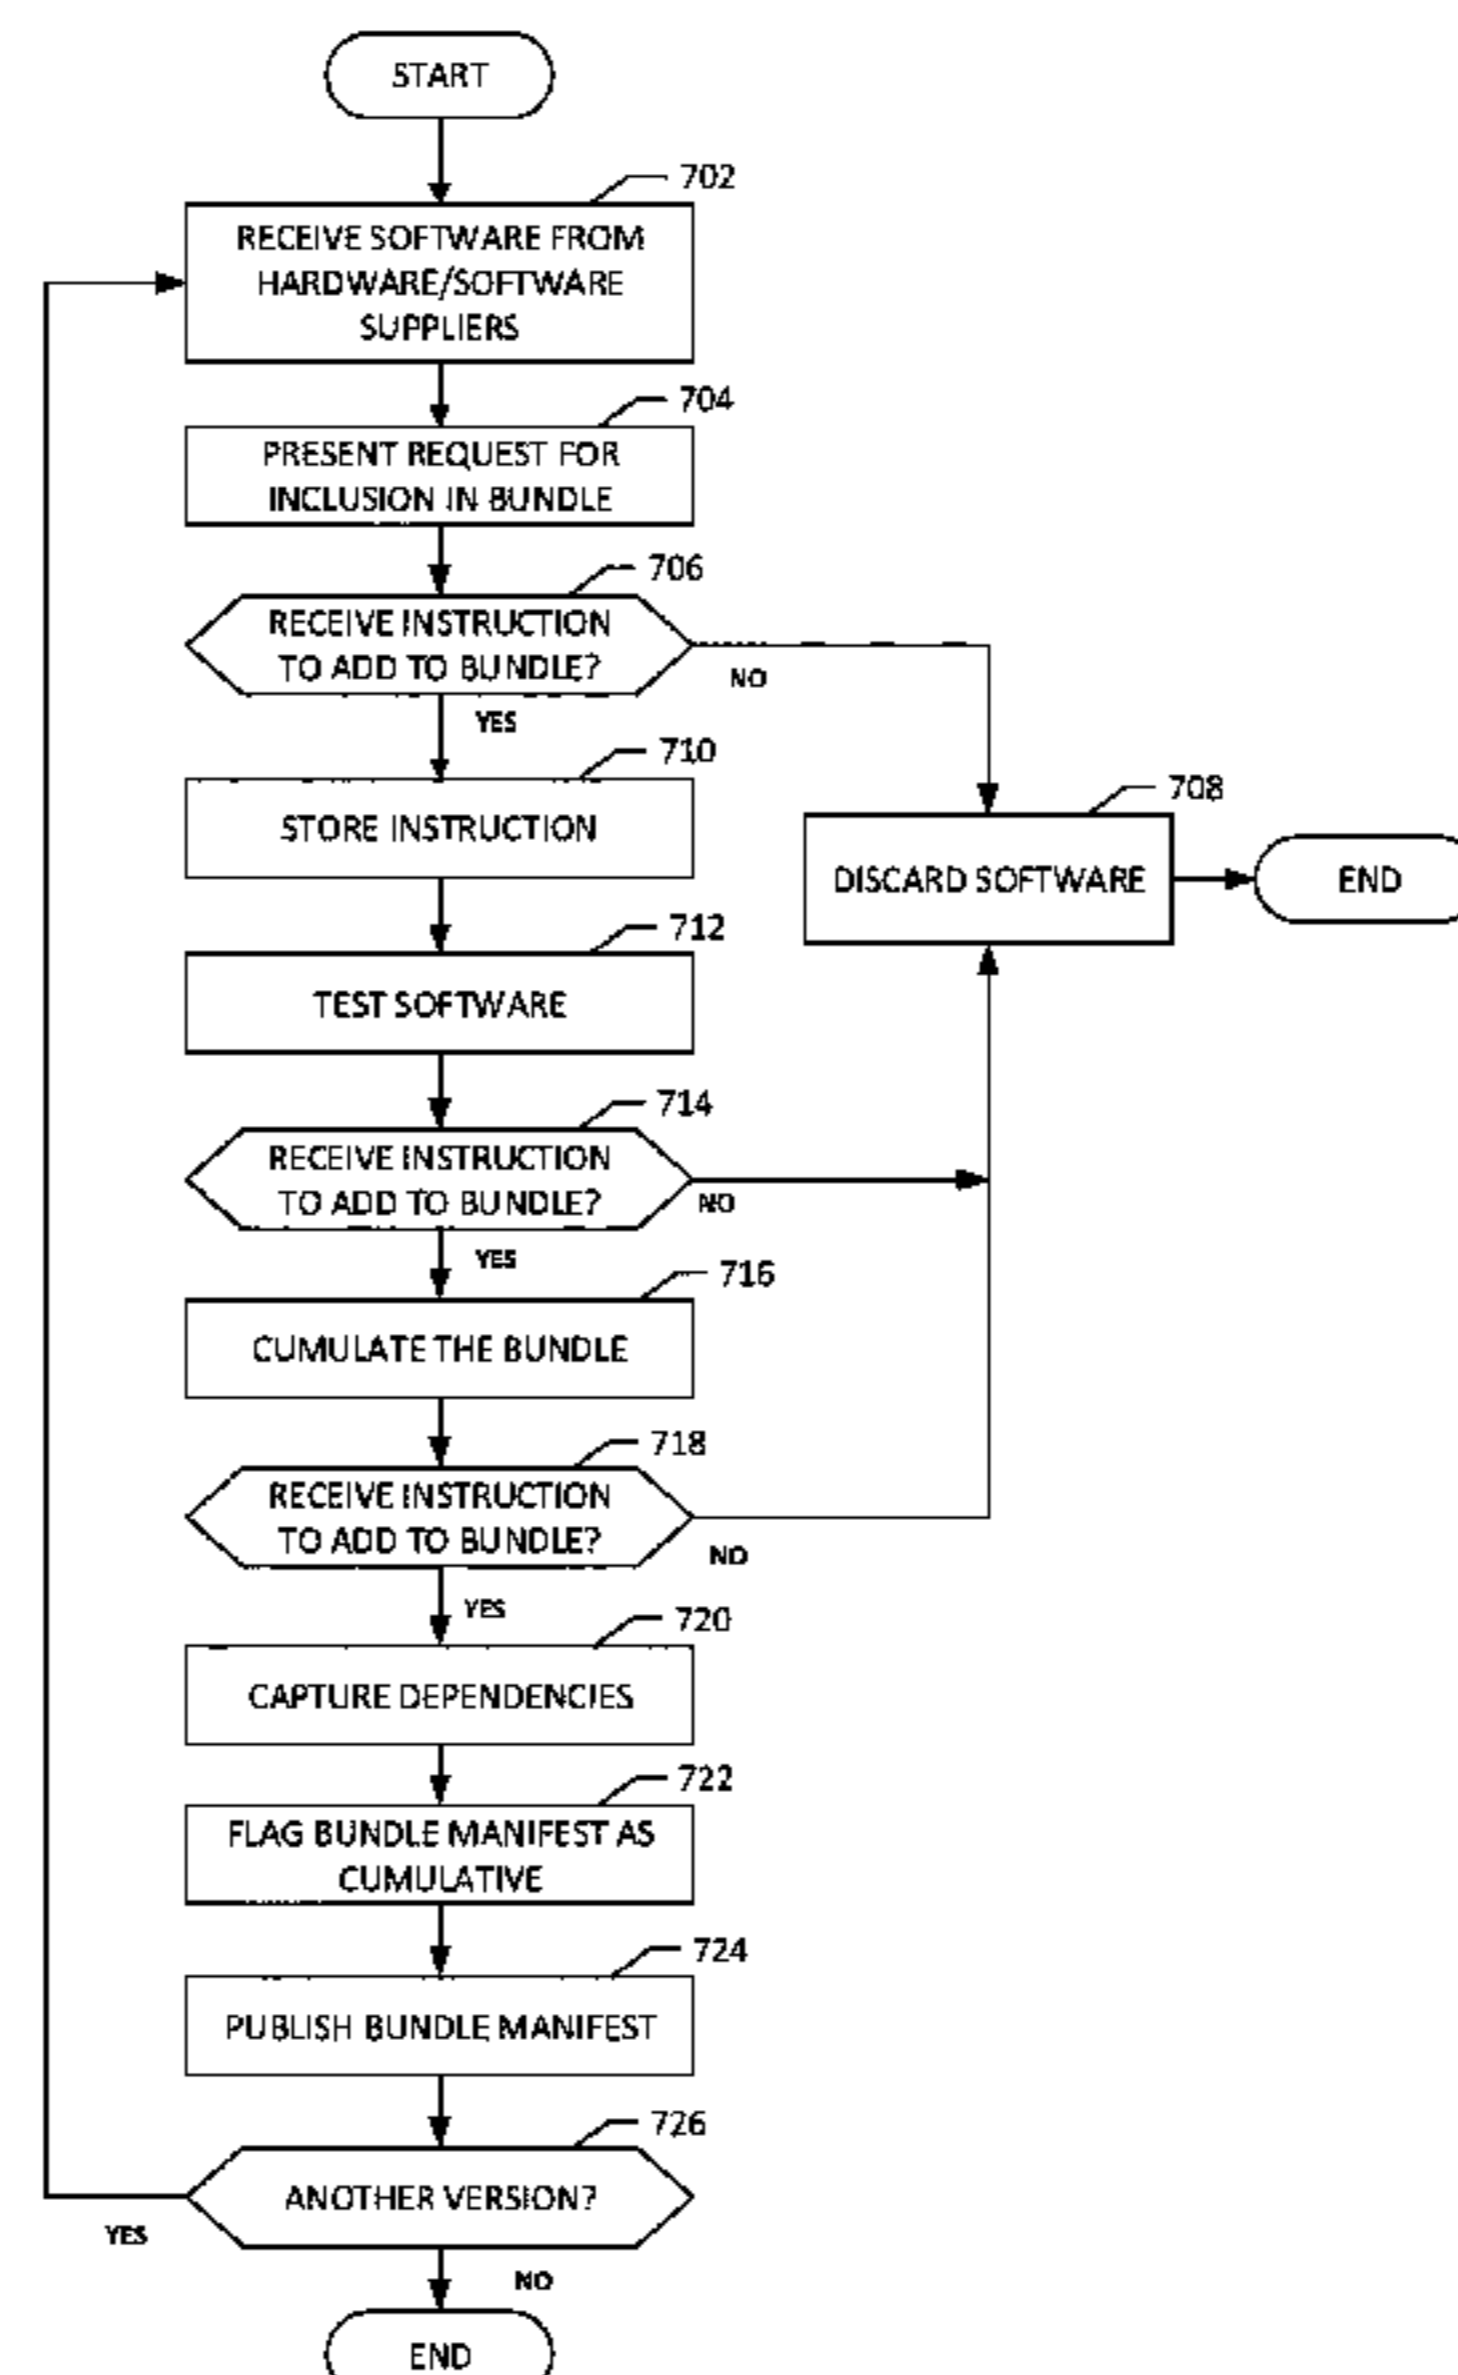 START
702
RECEIVE SOFTWARE FROM
HARDWARE/SOFTWARE
SUPPLIERS
704
PRESENT REQUEST FOR
INCLUSION IN BUNDLE
706
RECEIVE INSTRUCTION
TO ADD TO BUNDLE?
NO
YES
710
STORE INSTRUCTION
708
DISCARD SOFTWARE
END
712
TEST SOFTWARE
714
RECEIVE INSTRUCTION
TO ADD TO BUNDLE?
NO
YES
716
CUMULATE THE BUNDLE
718
RECEIVE INSTRUCTION
TO ADD TO BUNDLE?
NO
YES
720
CAPTURE DEPENDENCIES
722
FLAG BUNDLE MANIFEST AS
CUMULATIVE
724
PUBLISH BUNDLE MANIFEST
726
ANOTHER VERSION?
YES
NO
END